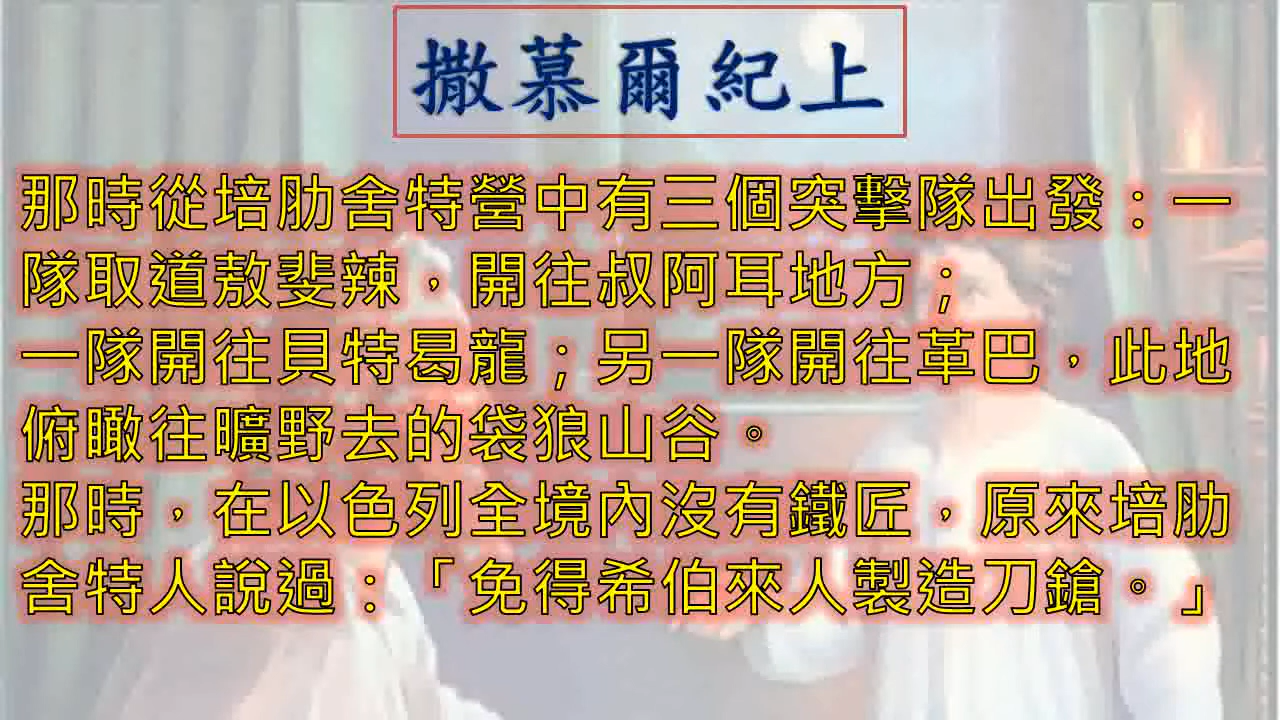 撒慕爾紀上
那時從培肋舍特營中有三個突擊隊出發：一
隊取道敖斐辣，開往叔阿耳地方；
一隊開往貝特曷龍；另一隊開往革巴，此地
俯瞰往曠野去的袋狼山谷。
那時，在以色列全境內沒有鐵匠，原來培肋
舍特人說過：「免得希伯來人製造刀鎗。」